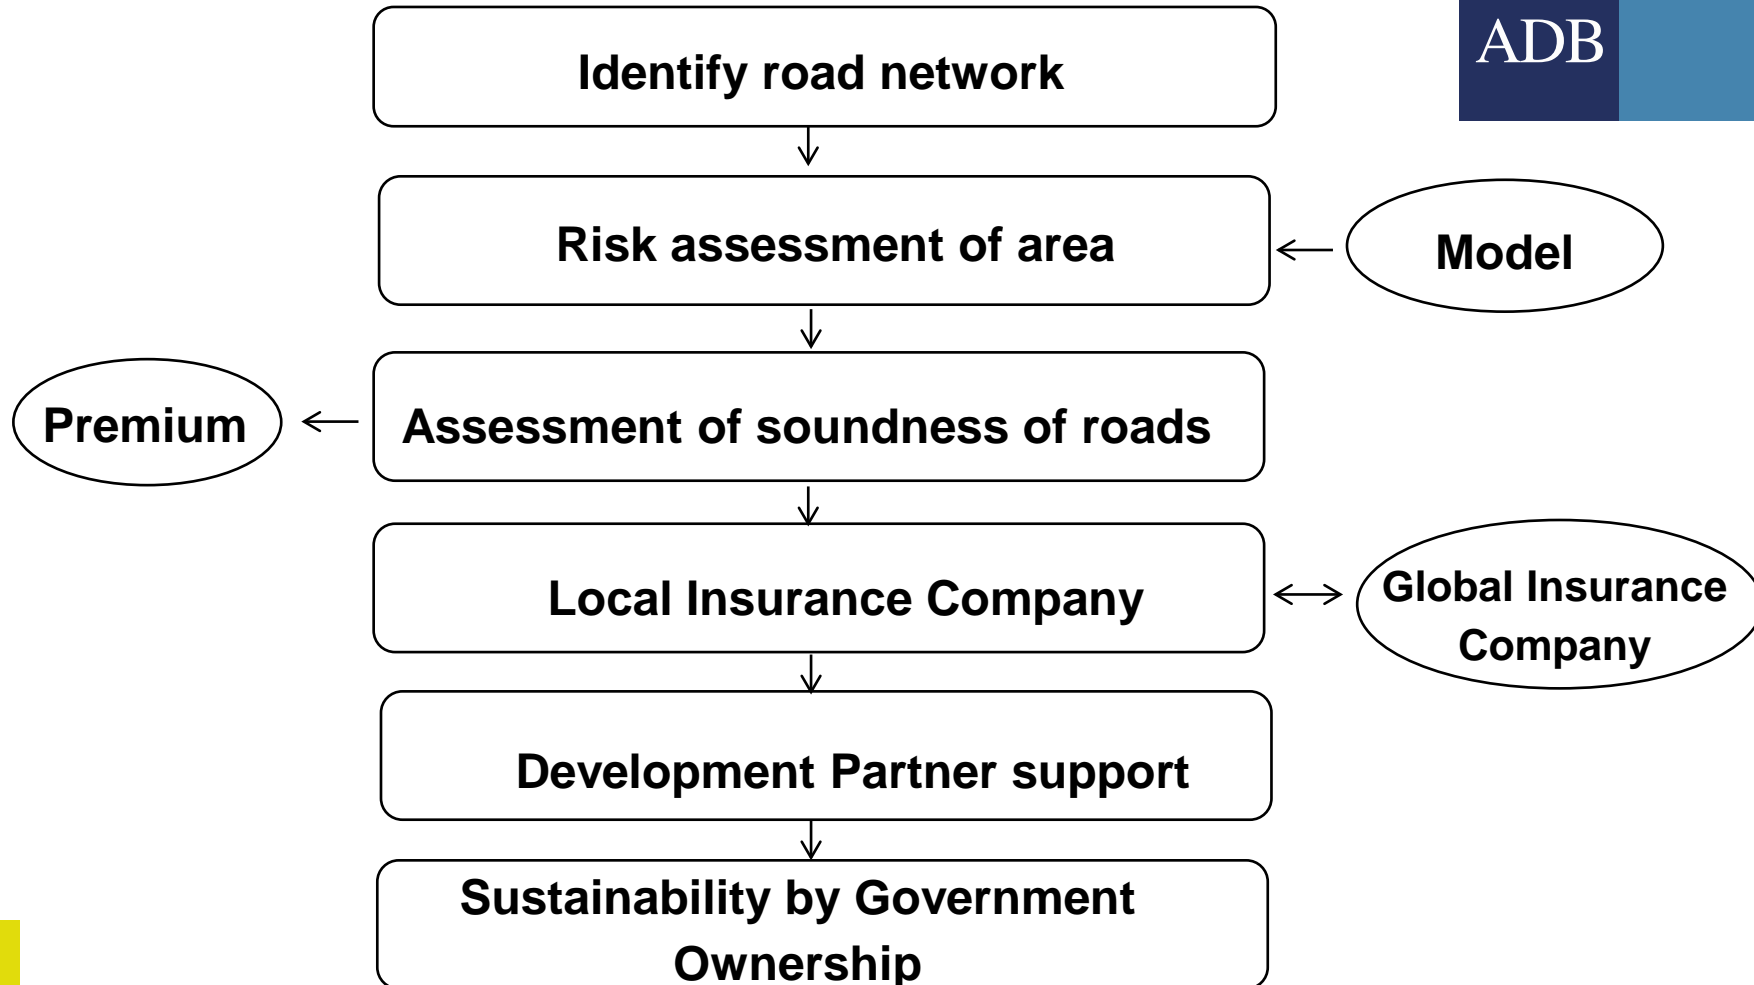 ADB
Identify road network
Risk assessment of area
Model
Premium
Assessment of soundness of roads
Local Insurance Company
Global Insurance
Company
Development Partner support
Sustainability by Government
Ownership